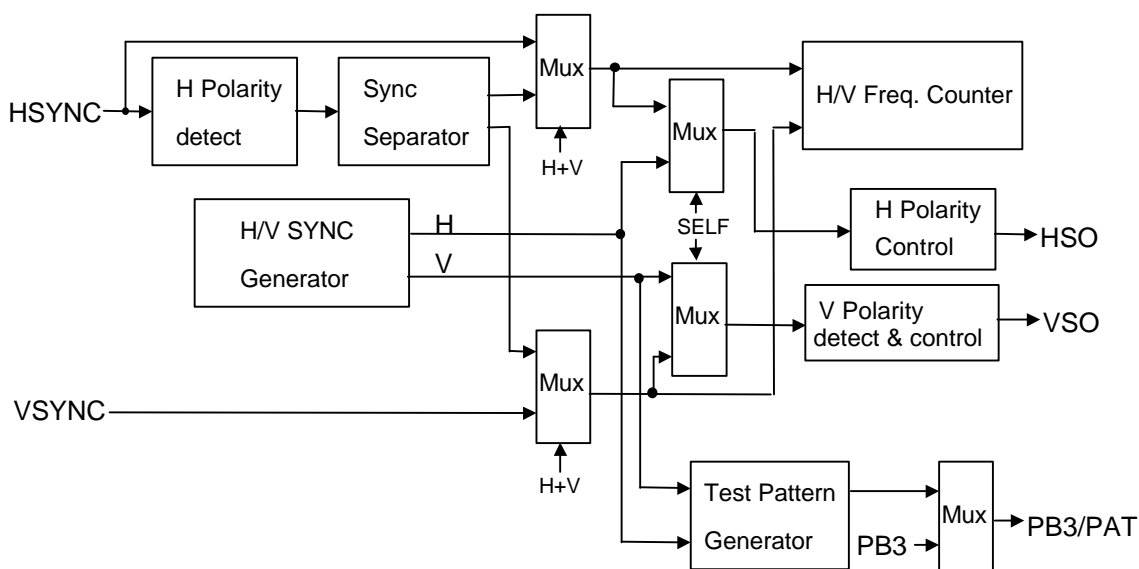 HSYNC
H Polarity
detect
Sync
Separator
Mux
H+V
Mux
H/V Freq. Counter
H/V SYNC
Generator
H
V
SELF
H Polarity
Control
HSO
Mux
V Polarity
detect & control
VSO
VSYNC
Mux
H+V
Test Pattern
Generator
PB3
Mux
PB3/PAT